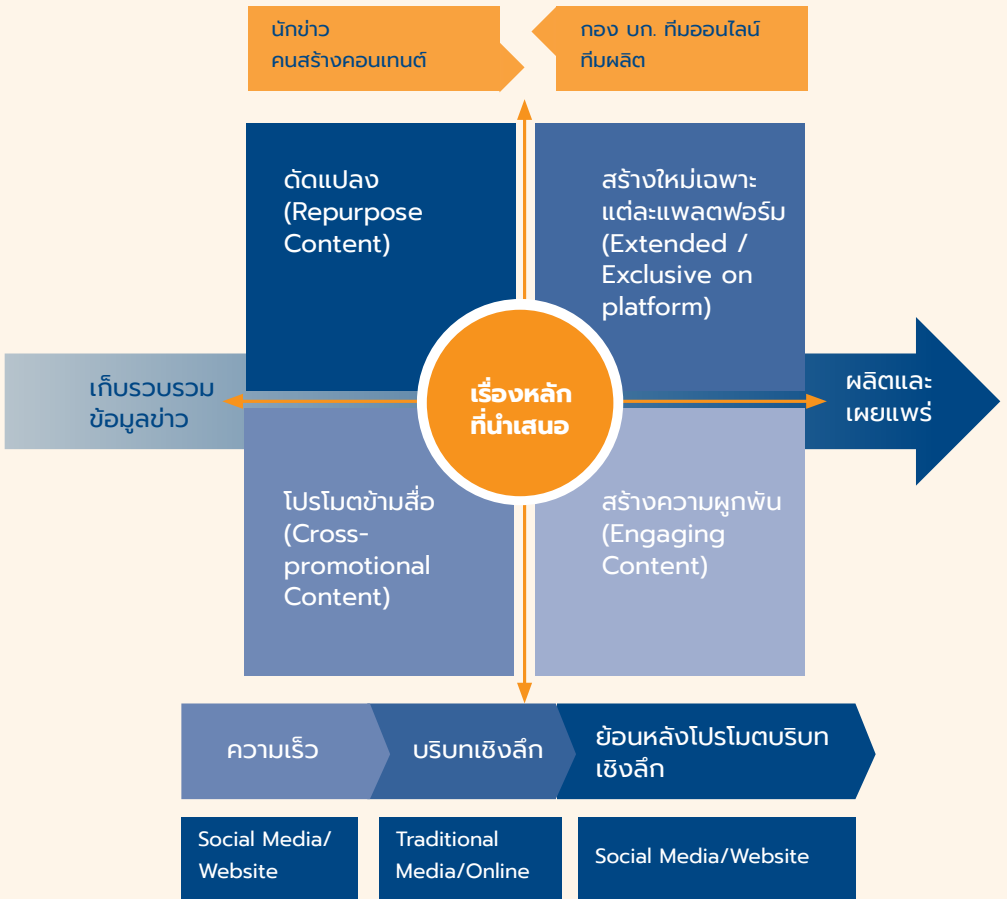 นักข่าว
คนสร้างคอนเทนต์
กอง บก. ทีมออนไลน์
ทีมผลิต
ดัดแปลง
(Repurpose
Content)
สร้างใหม่เฉพาะ
แต่ละแพลตฟอร์ม
(Extended /
Exclusive on
platform)
เก็บรวบรวม
ข้อมูลข่าว
เรื่องหลัก
ที่นำเสนอ
ผลิตและ
เผยแพร่
โปรโมตข้ามสื่อ
(Cross-
promotional
Content)
สร้างความผูกพัน
(Engaging
Content)
ความเร็ว
บริบทเชิงลึก
ย้อนหลังโปรโมตบริบท
เชิงลึก
Social Media/
Website
Traditional
Media/Online
Social Media/Website